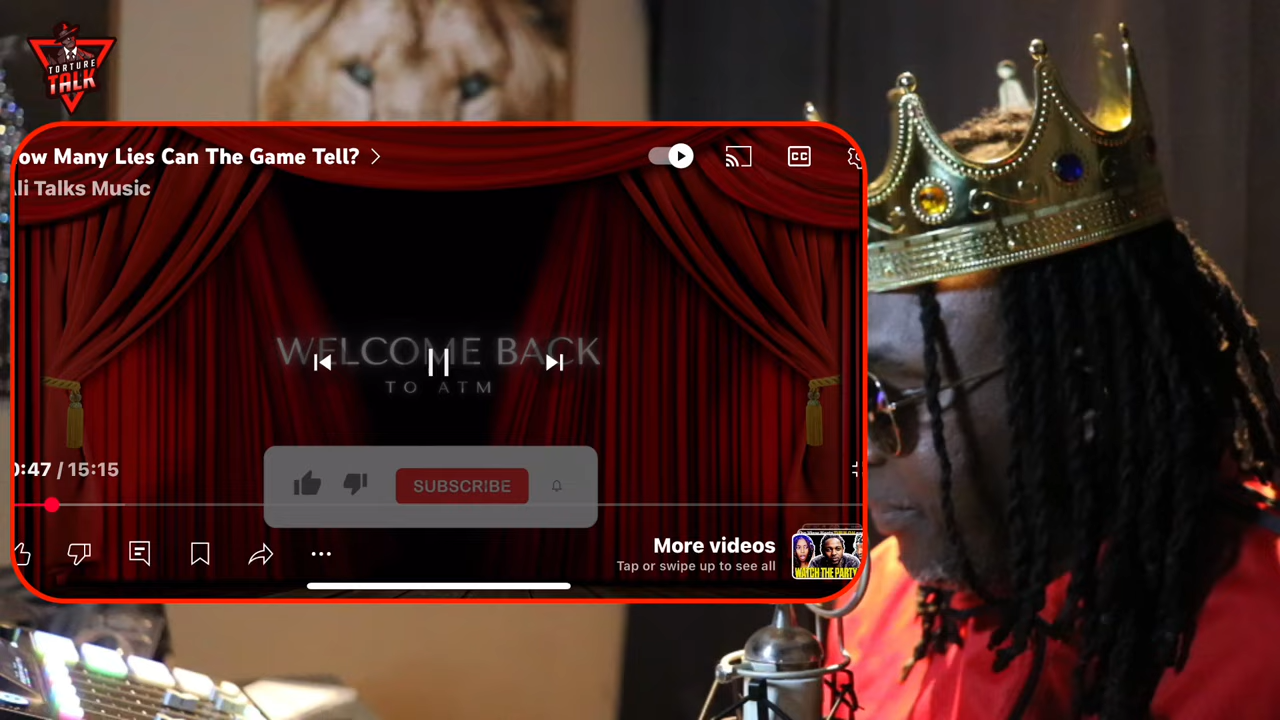 TORTURE
TALK
ow Many Lies Can The Game Tell?
li Talks Music
CC
WELCOME BACK
TO ATM
0:47 / 15:15
SUBSCRIBE
More videos
Tap or swipe up to see all
WATCH THE PARTY